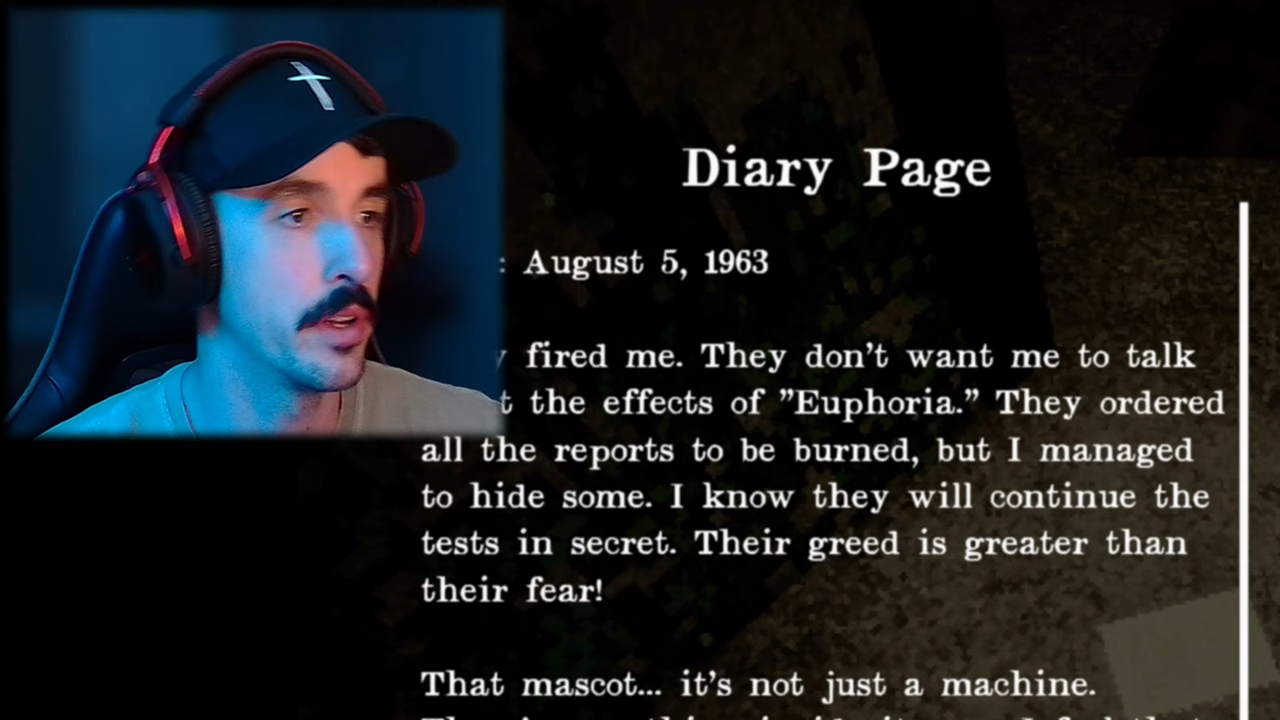 Diary Page
: August 5, 1963
fired me. They don't want me to talk
the effects of "Euphoria." They ordered
all the reports to be burned, but I managed
to hide some. I know they will continue the
tests in secret. Their greed is greater than
their fear!
That mascot... it's not just a machine.